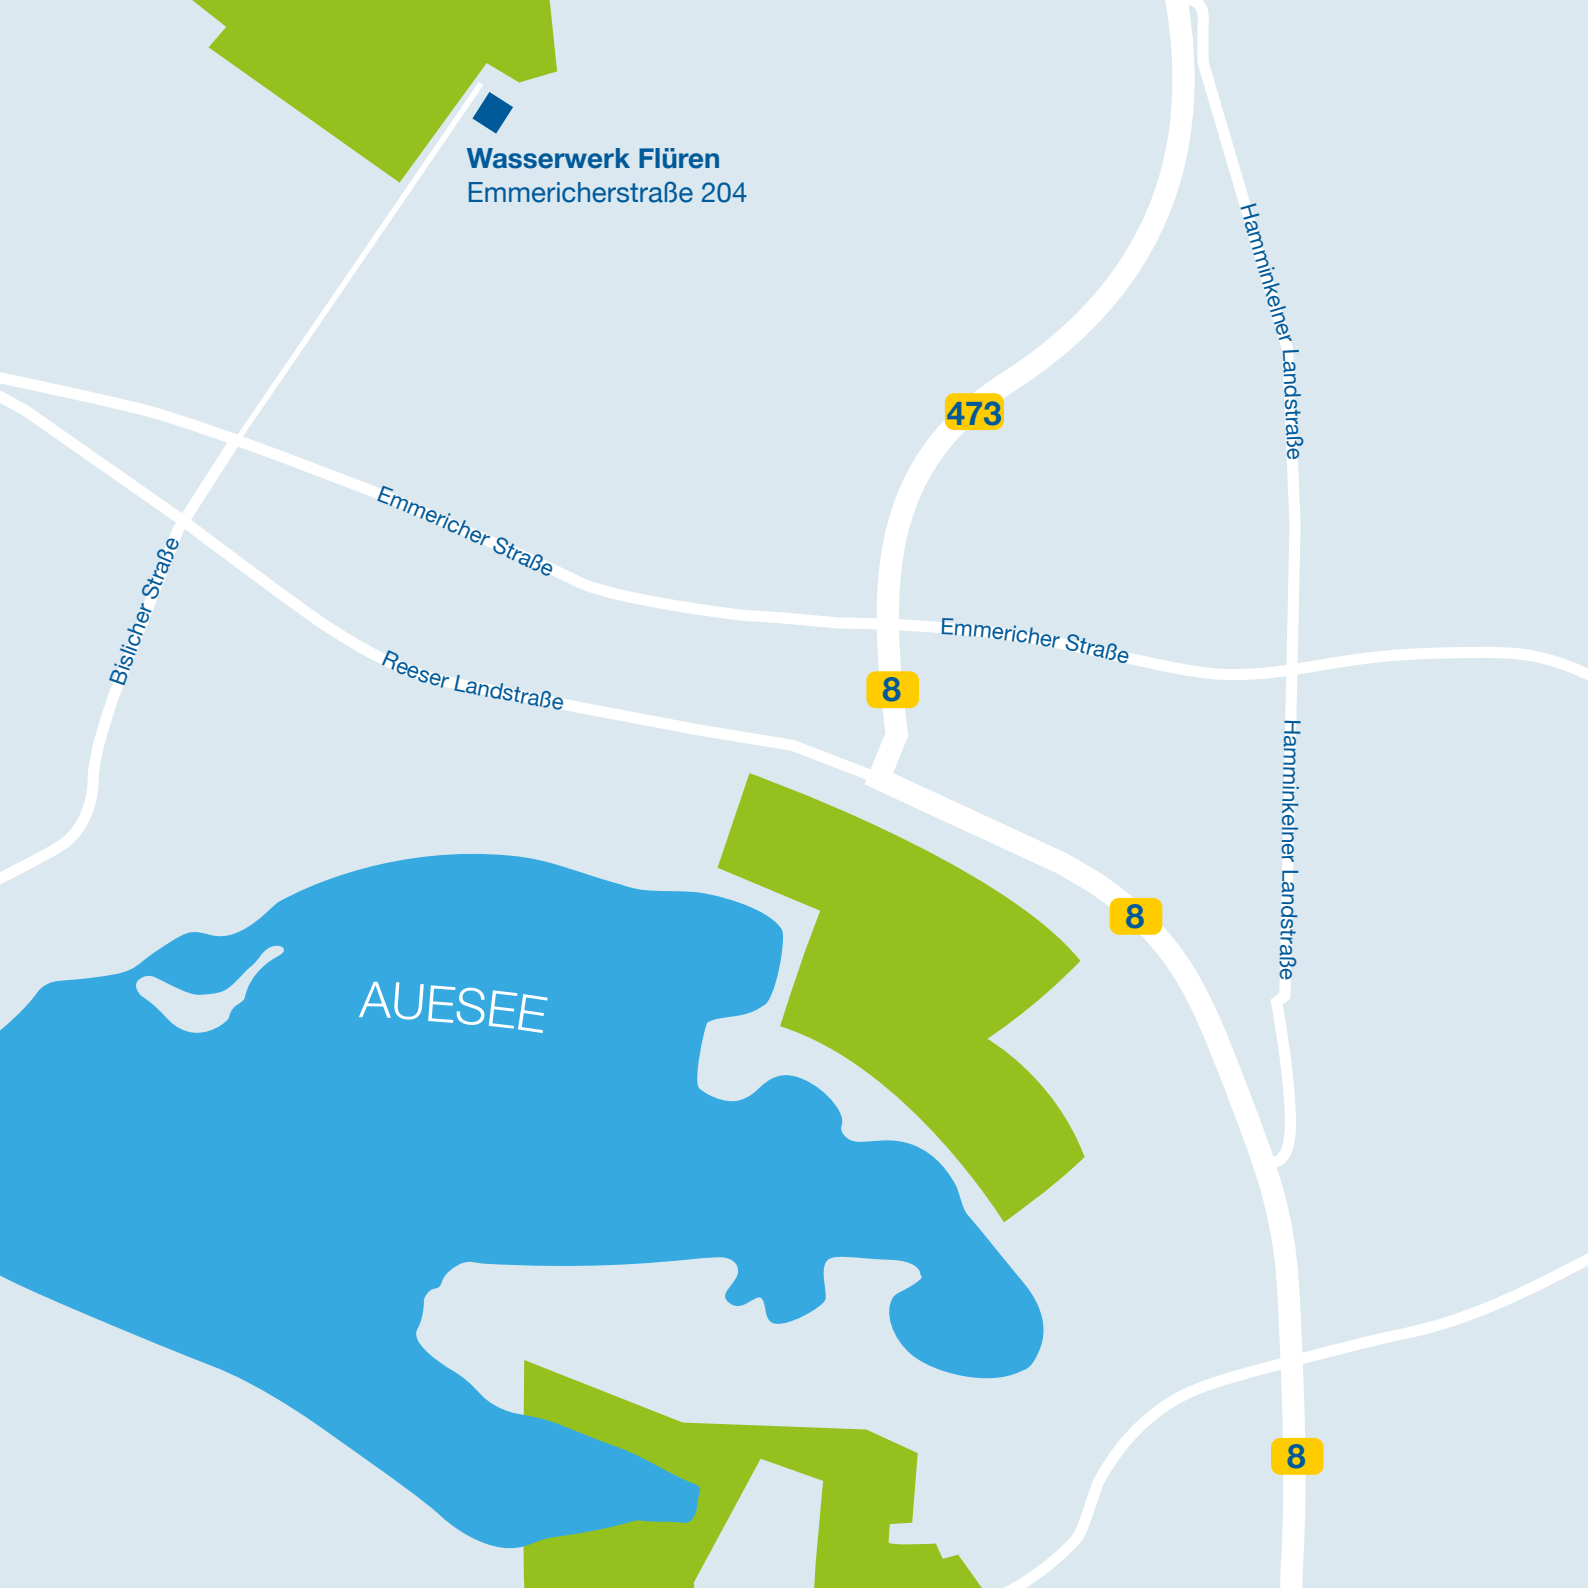 Wasserwerk Flüren
Emmericherstraße 204
Hamminkelner Landstraße
473
Emmericher Straße
Bislicher Straße
Emmericher Straße
Reeser Landstraße
8
Hamminkelner Landstraße
8
AUESEE
8